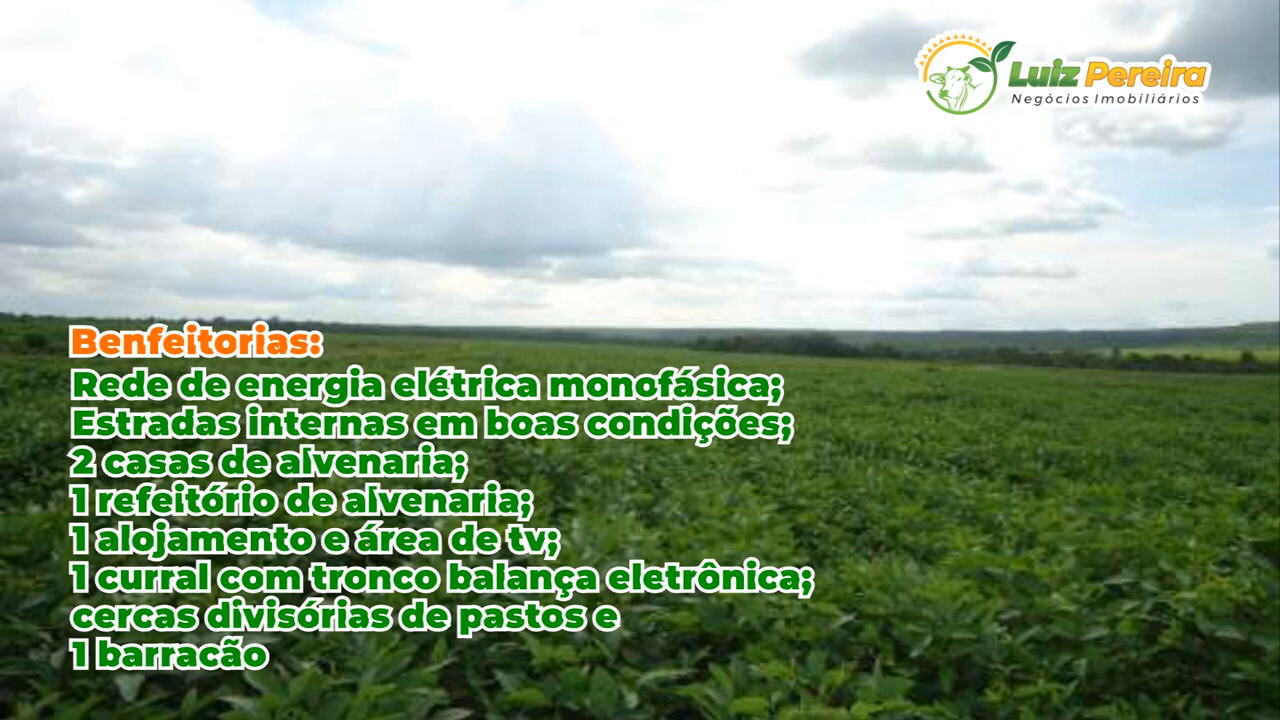 Luiz Pereira
Negócios Imobiliários
Benfeitorias:
Rede de energia elétrica monofásica;
Estradas internas em boas condições;
2 casas de alvenaria;
1 refeitório de alvenaria;
1 alojamento e área de tv;
1 curral com tronco balança eletrônica;
cercas divisórias de pastos e
1 barracão